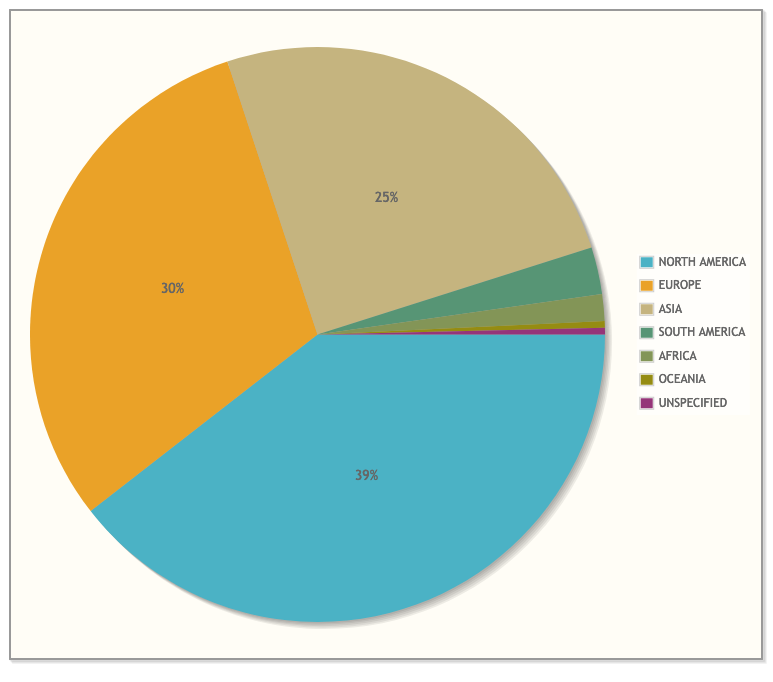 25%
30%
39%
NORTH AMERICA
EUROPE
ASIA
SOUTH AMERICA
AFRICA
OCEANIA
UNSPECIFIED